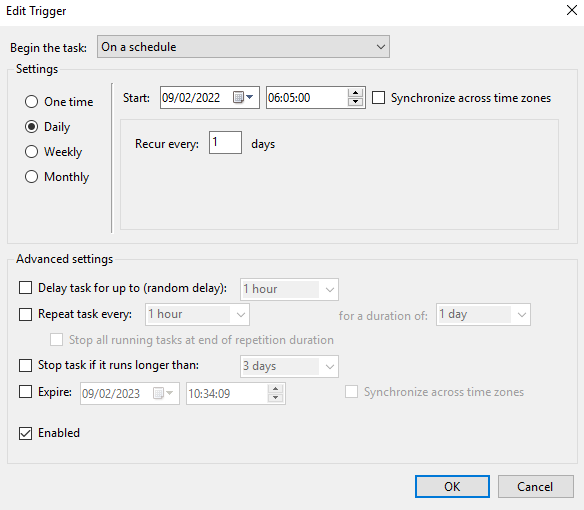 Edit Trigger
Begin the task: On a schedule
Settings
One time
Daily
Weekly
Monthly
Start: 09/02/2022 06:05:00 Synchronize across time zones
Recur every: 1 days
Advanced settings
Delay task for up to (random delay): 1 hour
Repeat task every: 1 hour for a duration of: 1 day
Stop all running tasks at end of repetition duration
Stop task if it runs longer than: 3 days
Expire: 09/02/2023 10:34:09 Synchronize across time zones
Enabled
OK Cancel